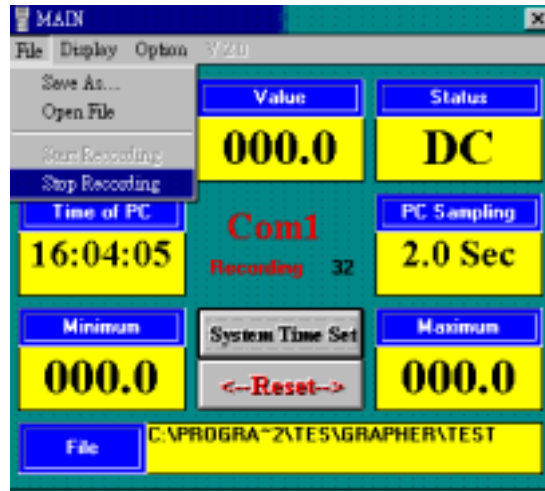 MAIN
File Display Option V 2.0
Save As...
Open File
Start Recording
Stop Recording
Value
000.0
Status
DC
Time of PC
16:04:05
Com1
Recording 32
PC Sampling
2.0 Sec
Minimum
000.0
System Time Set
<--Reset-->
Maximum
000.0
File
C:\PROGRA~2\TES\GRAPHER\TEST